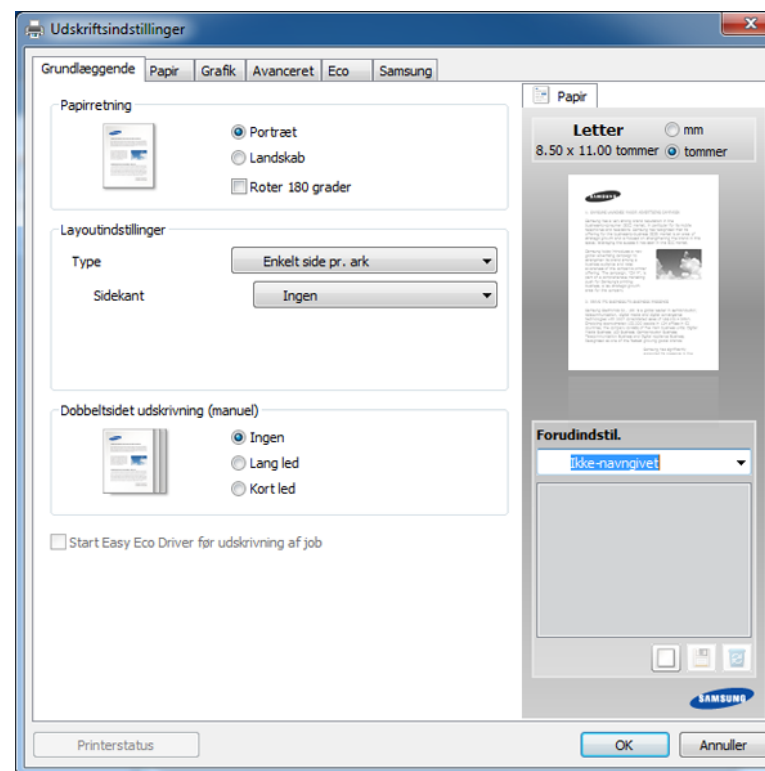 Udskriftsindstillinger
Grundlæggende Papir Grafik Avanceret Eco Samsung
Papirretning
Portræt
Landskab
Roter 180 grader
Layoutindstillinger
Type Enkelt side pr. ark
Sidekant Ingen
Dobbeltsidet udskrivning (manuel)
Ingen
Lang led
Kort led
Start Easy Eco Driver før udskrivning af job
Papir
Letter mm
8.50 x 11.00 tommer tommer
SAMSUNG
Forudindstil.
Ikke-navngivet
SAMSUNG
Printerstatus OK Annuller